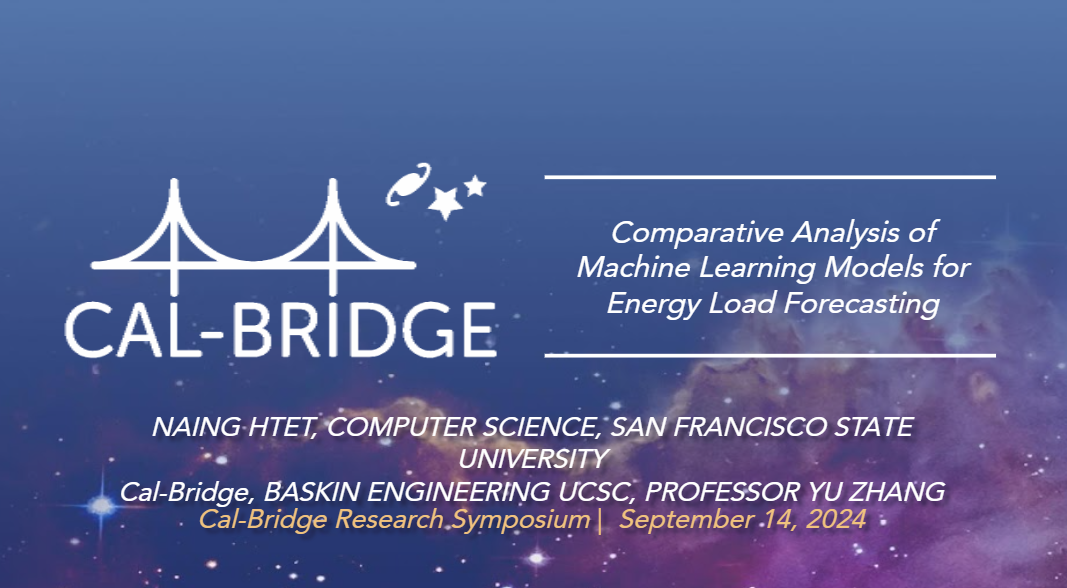 CAL-BRIDGE
Comparative Analysis of
Machine Learning Models for
Energy Load Forecasting
NAING HTET, COMPUTER SCIENCE, SAN FRANCISCO STATE
UNIVERSITY
Cal-Bridge, BASKIN ENGINEERING UCSC, PROFESSOR YU ZHANG
Cal-Bridge Research Symposium | September 14, 2024